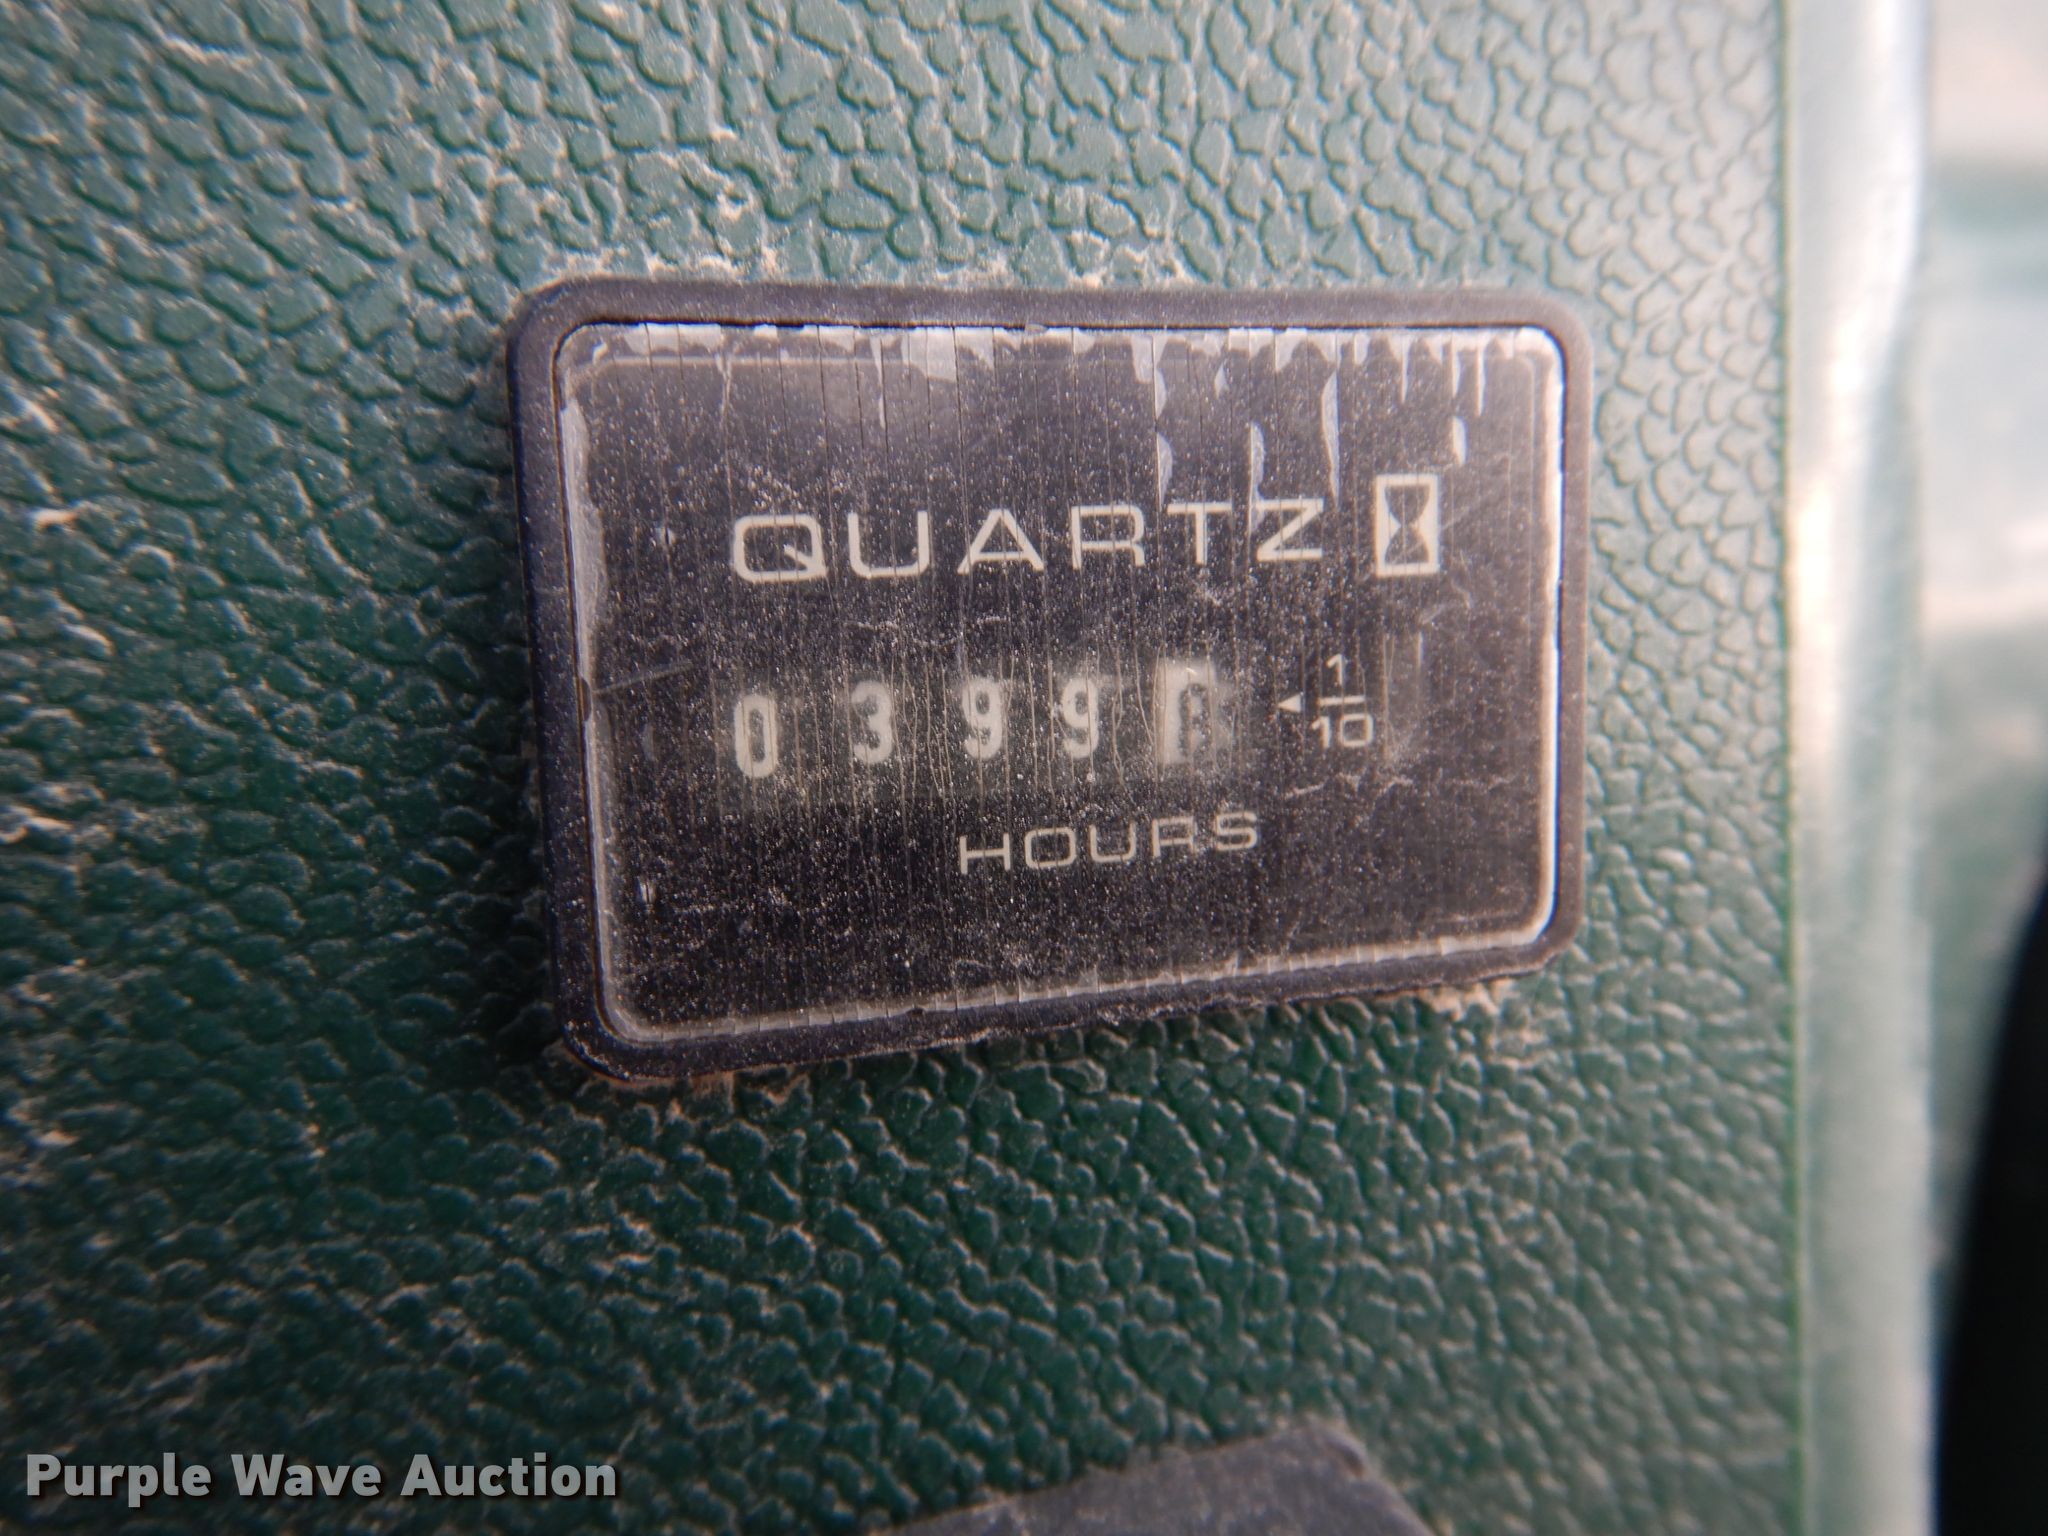 QUARTZ
0399
1/10
HOURS
Purple Wave Auction